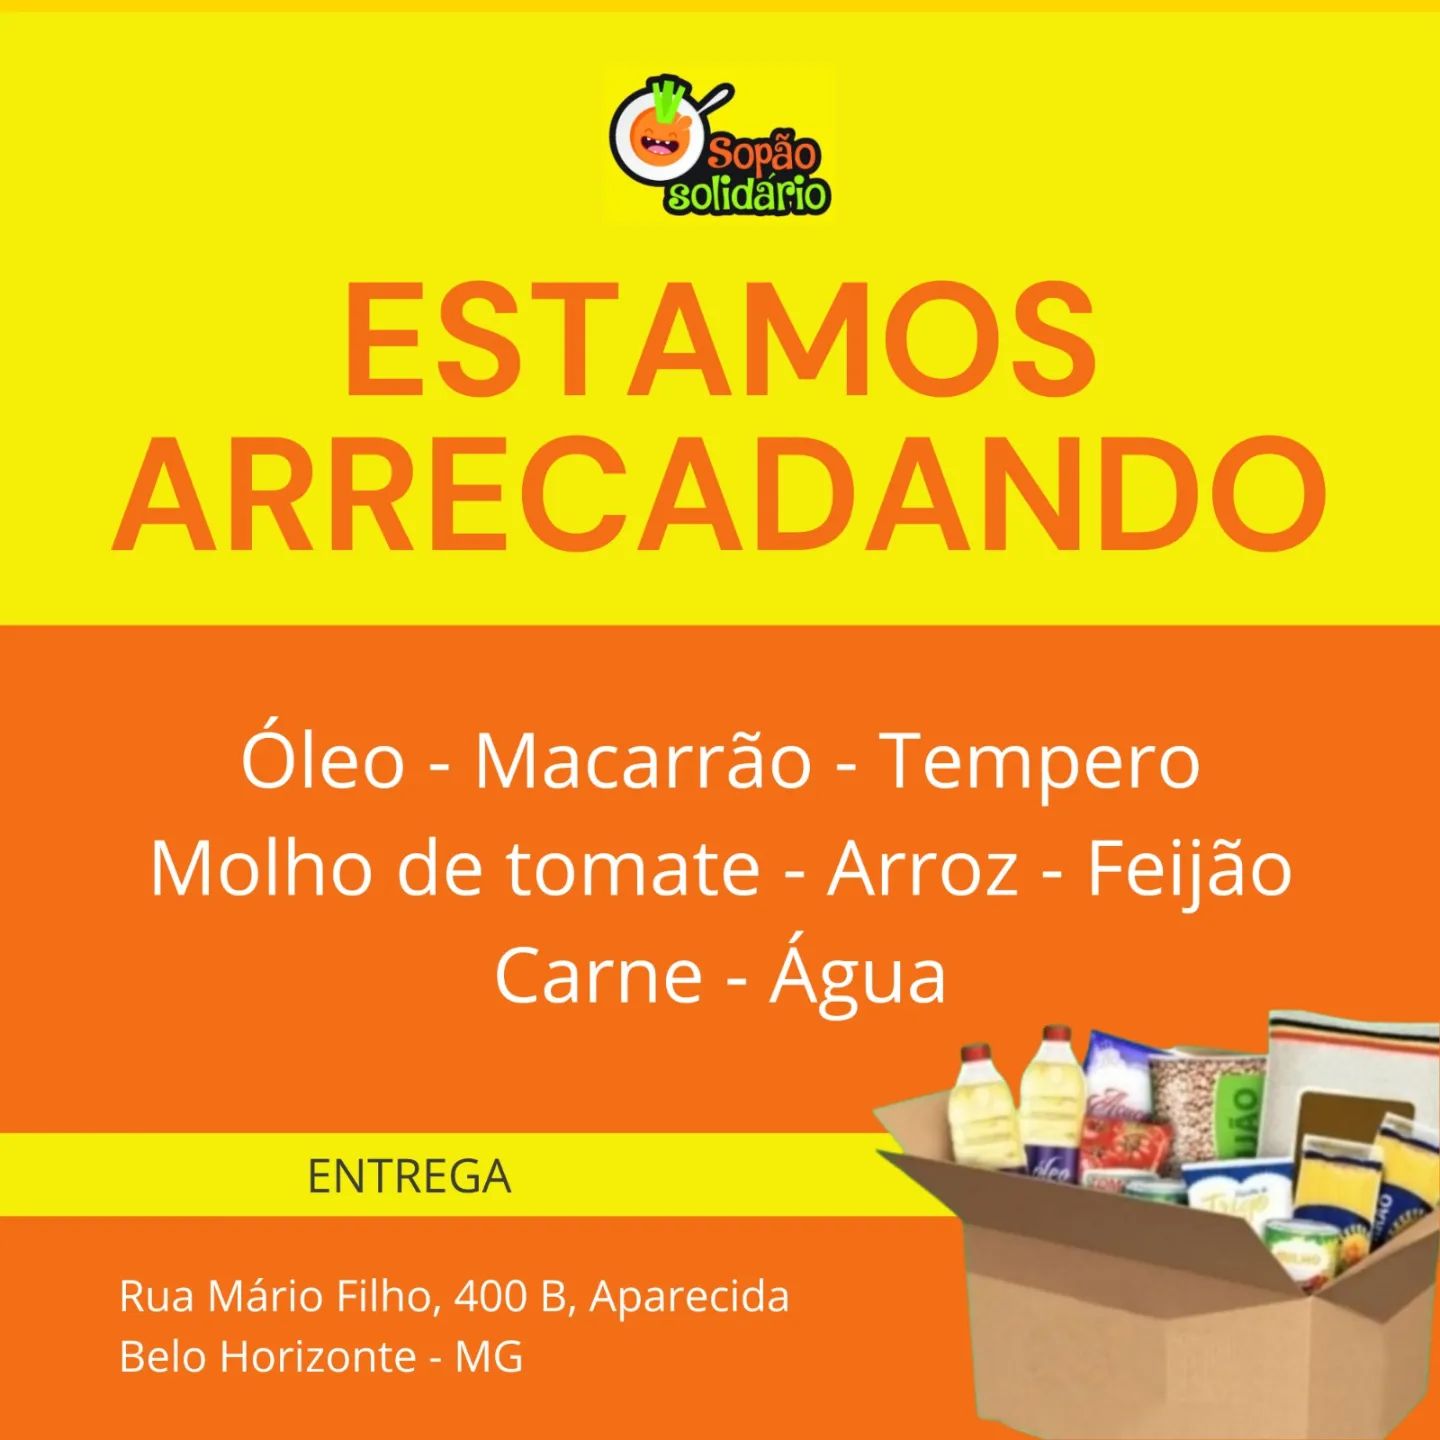 Sopão
solidário
ESTAMOS
ARRECADANDO
Óleo - Macarrão - Tempero
Molho de tomate - Arroz - Feijão
Carne - Água
ENTREGA
Rua Mário Filho, 400 B, Aparecida
Belo Horizonte - MG